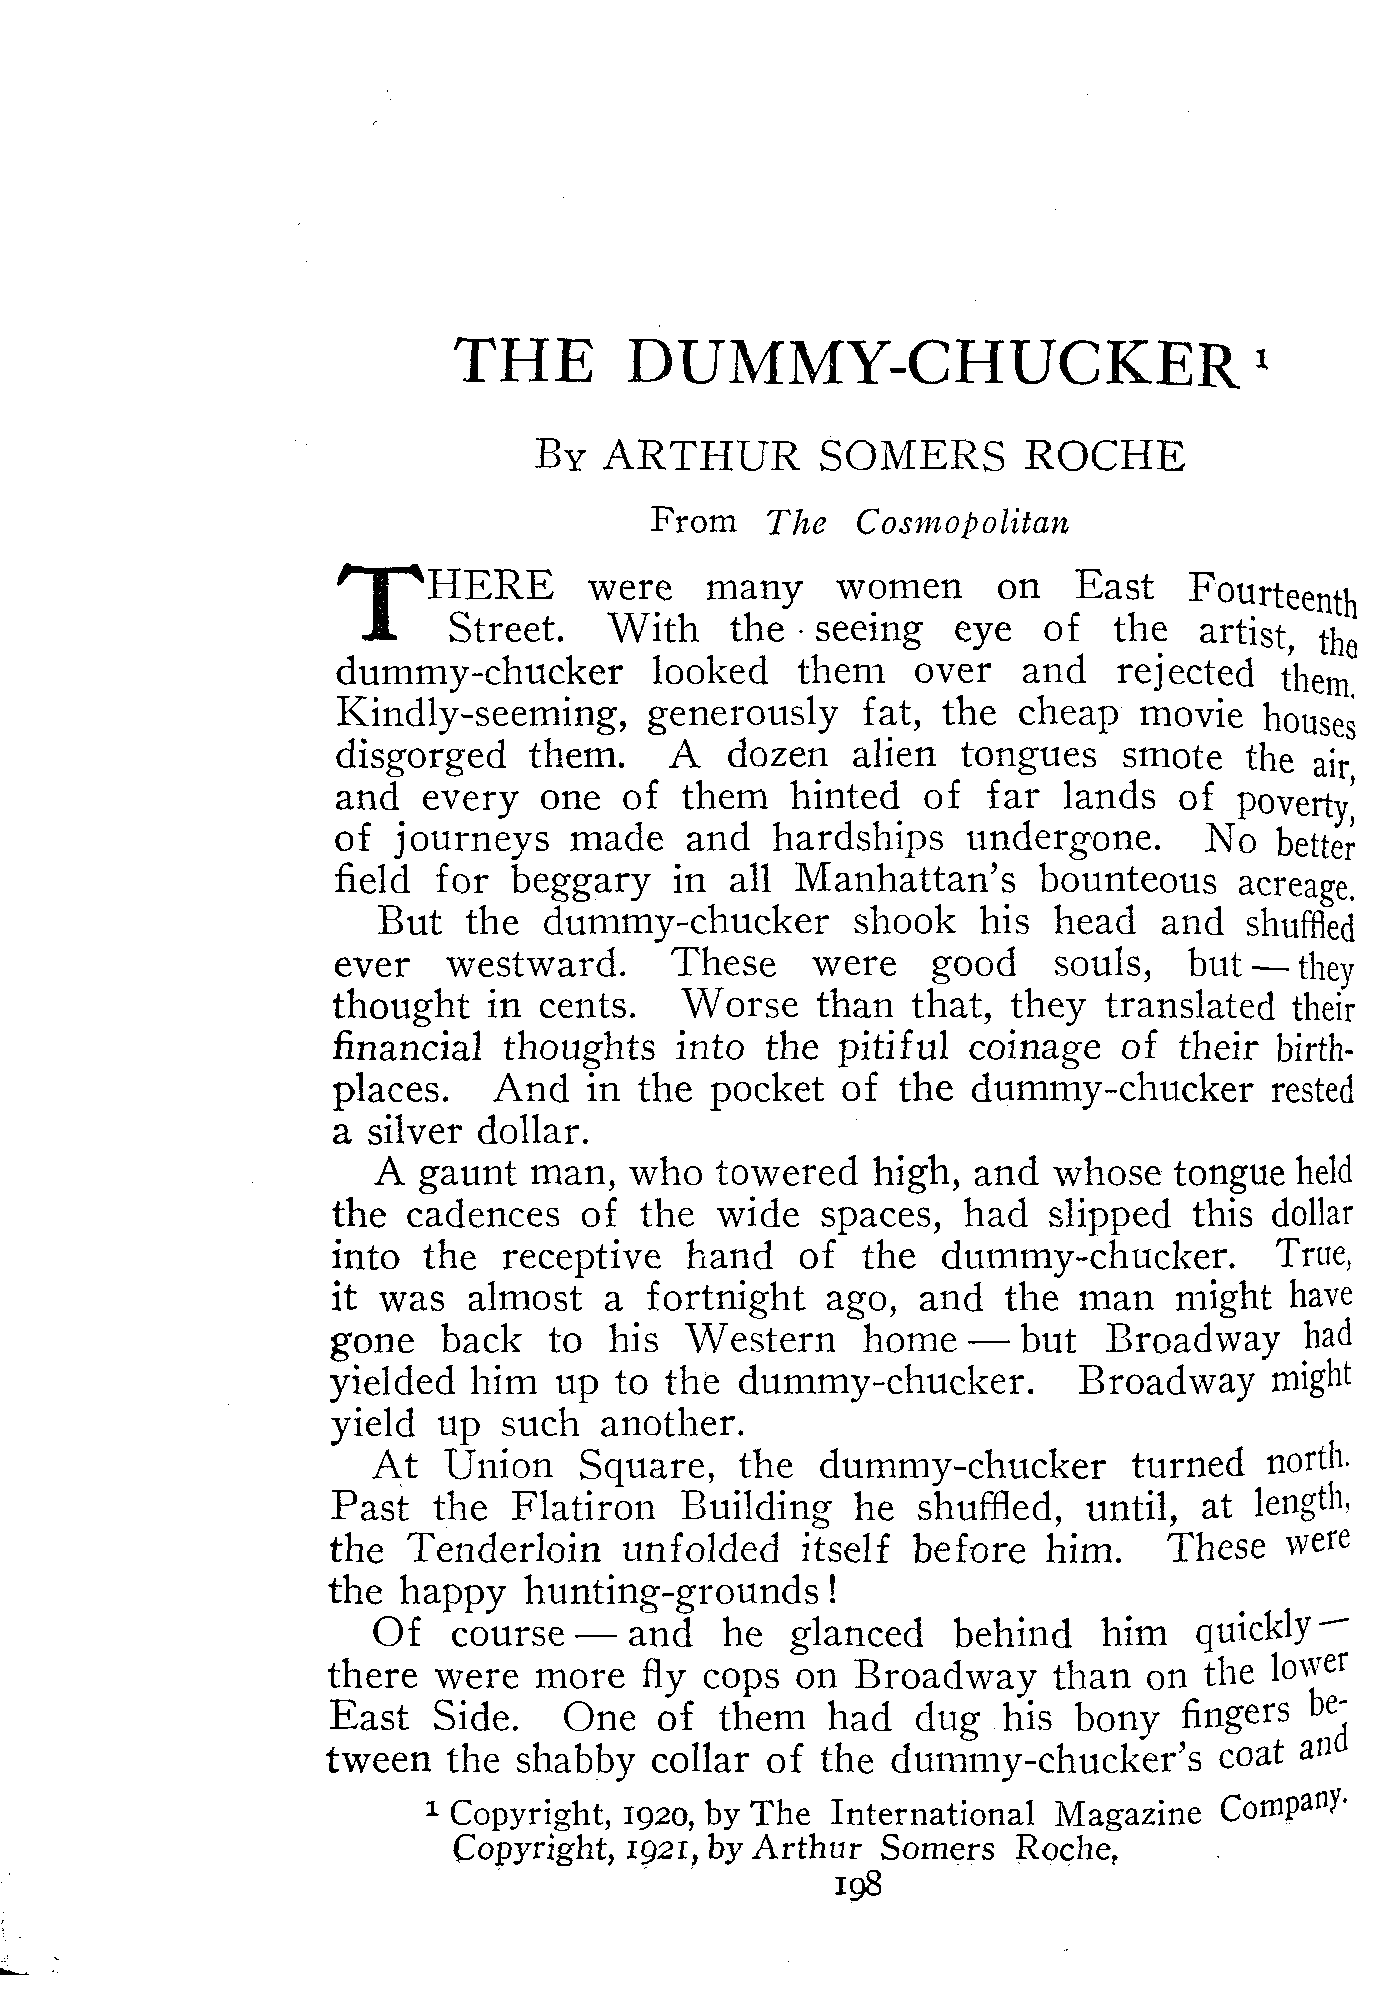 THE DUMMY-CHUCKER ¹
By ARTHUR SOMERS ROCHE
From The Cosmopolitan
THERE were many women on East Fourteenth
Street. With the seeing eye of the artist, the
dummy-chucker looked them over and rejected them.
Kindly-seeming, generously fat, the cheap movie houses
disgorged them. A dozen alien tongues smote the air,
and every one of them hinted of far lands of poverty,
of journeys made and hardships undergone. No better
field for beggary in all Manhattan's bounteous acreage.
But the dummy-chucker shook his head and shuffled
ever westward. These were good souls, but — they
thought in cents. Worse than that, they translated their
financial thoughts into the pitiful coinage of their birth-
places. And in the pocket of the dummy-chucker rested
a silver dollar.
A gaunt man, who towered high, and whose tongue held
the cadences of the wide spaces, had slipped this dollar
into the receptive hand of the dummy-chucker. True,
it was almost a fortnight ago, and the man might have
gone back to his Western home — but Broadway had
yielded him up to the dummy-chucker. Broadway might
yield up such another.
At Union Square, the dummy-chucker turned north.
Past the Flatiron Building he shuffled, until, at length,
the Tenderloin unfolded itself before him. These were
the happy hunting-grounds!
Of course — and he glanced behind him quickly —
there were more fly cops on Broadway than on the lower
East Side. One of them had dug his bony fingers be-
tween the shabby collar of the dummy-chucker's coat and
¹ Copyright, 1920, by The International Magazine Company.
Copyright, 1921, by Arthur Somers Roche,
198